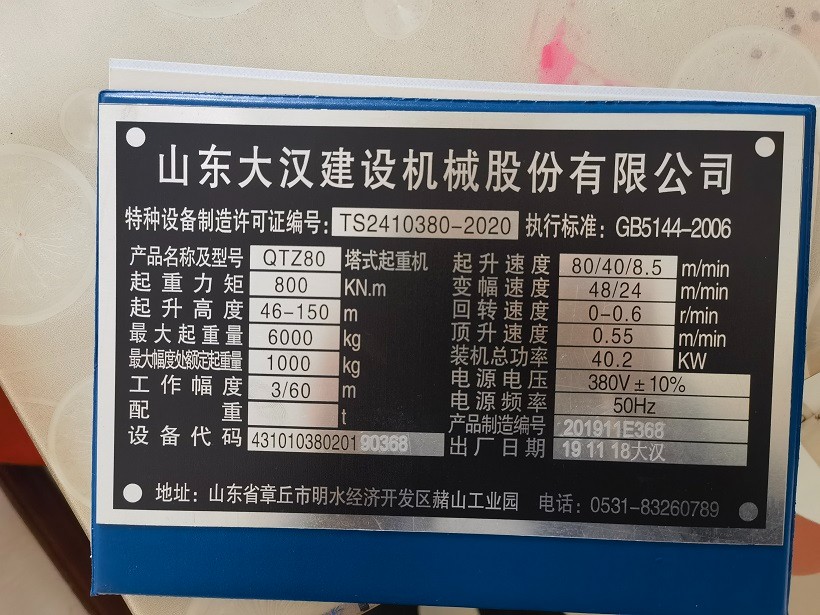 山东大汉建设机械股份有限公司
特种设备制造许可证编号: TS2410380-2020 执行标准: GB5144-2006
产品名称及型号 QTZ80 塔式起重机
起重力矩 800 KN.m
起升高度 46-150 m
最大起重量 6000 kg
最大幅度处额定起重量 1000 kg
工作幅度 3/60 m
配重 t
设备代码 43101038020190368
起升速度 80/40/8.5 m/min
变幅速度 48/24 m/min
回转速度 0-0.6 r/min
顶升速度 0.55 m/min
装机总功率 40.2 KW
电源电压 380V±10%
电源频率 50Hz
产品制造编号 201911E368
出厂日期 19 11 18大汉
地址: 山东省章丘市明水经济开发区赭山工业园 电话: 0531-83260789